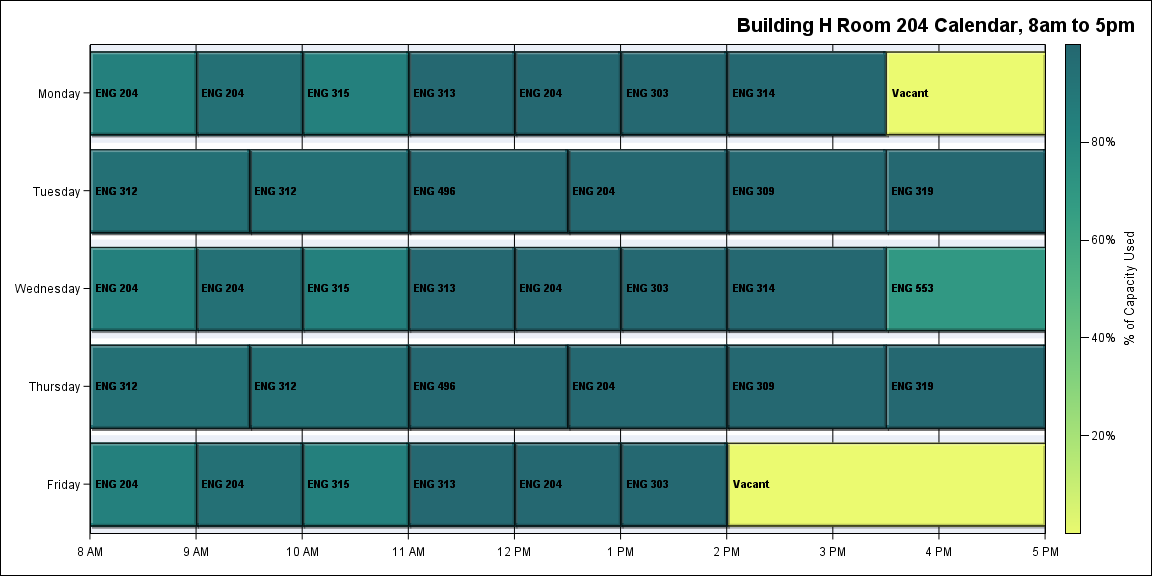 Building H Room 204 Calendar, 8am to 5pm
Monday
ENG 204
ENG 204
ENG 315
ENG 313
ENG 204
ENG 303
ENG 314
Vacant
Tuesday
ENG 312
ENG 312
ENG 496
ENG 204
ENG 309
ENG 319
Wednesday
ENG 204
ENG 204
ENG 315
ENG 313
ENG 204
ENG 303
ENG 314
ENG 553
Thursday
ENG 312
ENG 312
ENG 496
ENG 204
ENG 309
ENG 319
Friday
ENG 204
ENG 204
ENG 315
ENG 313
ENG 204
ENG 303
Vacant
8 AM
9 AM
10 AM
11 AM
12 PM
1 PM
2 PM
3 PM
4 PM
5 PM
80%
60%
40%
20%
% of Capacity Used